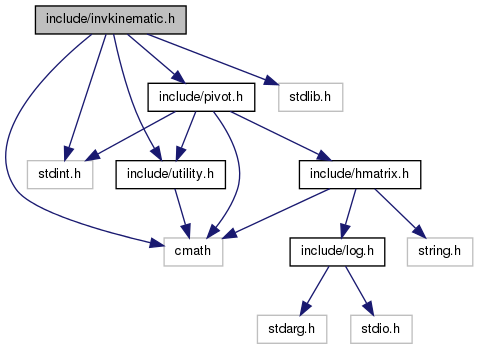 include/invkinematic.h
include/pivot.h
stdlib.h
stdint.h
include/utility.h
include/hmatrix.h
cmath
include/log.h
string.h
stdarg.h
stdio.h